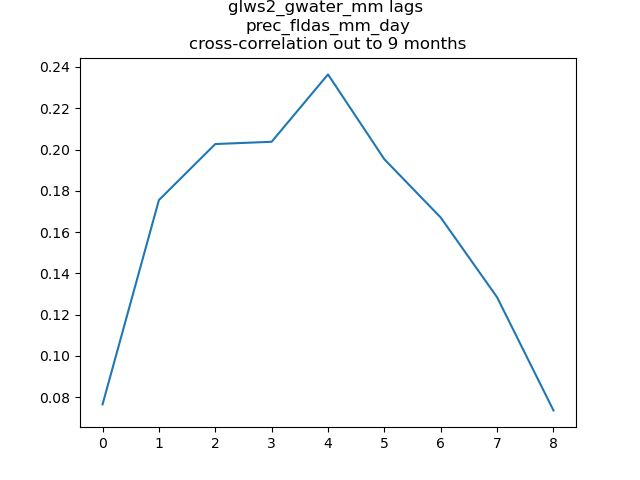 glws2_gwater_mm lags
prec_fldas_mm_day
cross-correlation out to 9 months
0.24
0.22
0.20
0.18
0.16
0.14
0.12
0.10
0.08
0 1 2 3 4 5 6 7 8